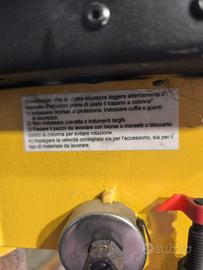 Avvertenza - Per la vostra sicurezza leggere attentamente il
manuale d'istruzioni prima di usare il trapano a colonna".
1) indossare occhiali di protezione. Indossare cuffie e guanti
di sicurezza.
2) Non indossare cravatta o indumenti larghi.
3) Fissare il pezzo da lavorare con morse o morsetti o bloccarlo
contro la colonna per evitare rotazione.
4) Impiegare la velocità consigliata sia per l'accessorio, sia per il
tipo di materiale da lavorare.
subito.it